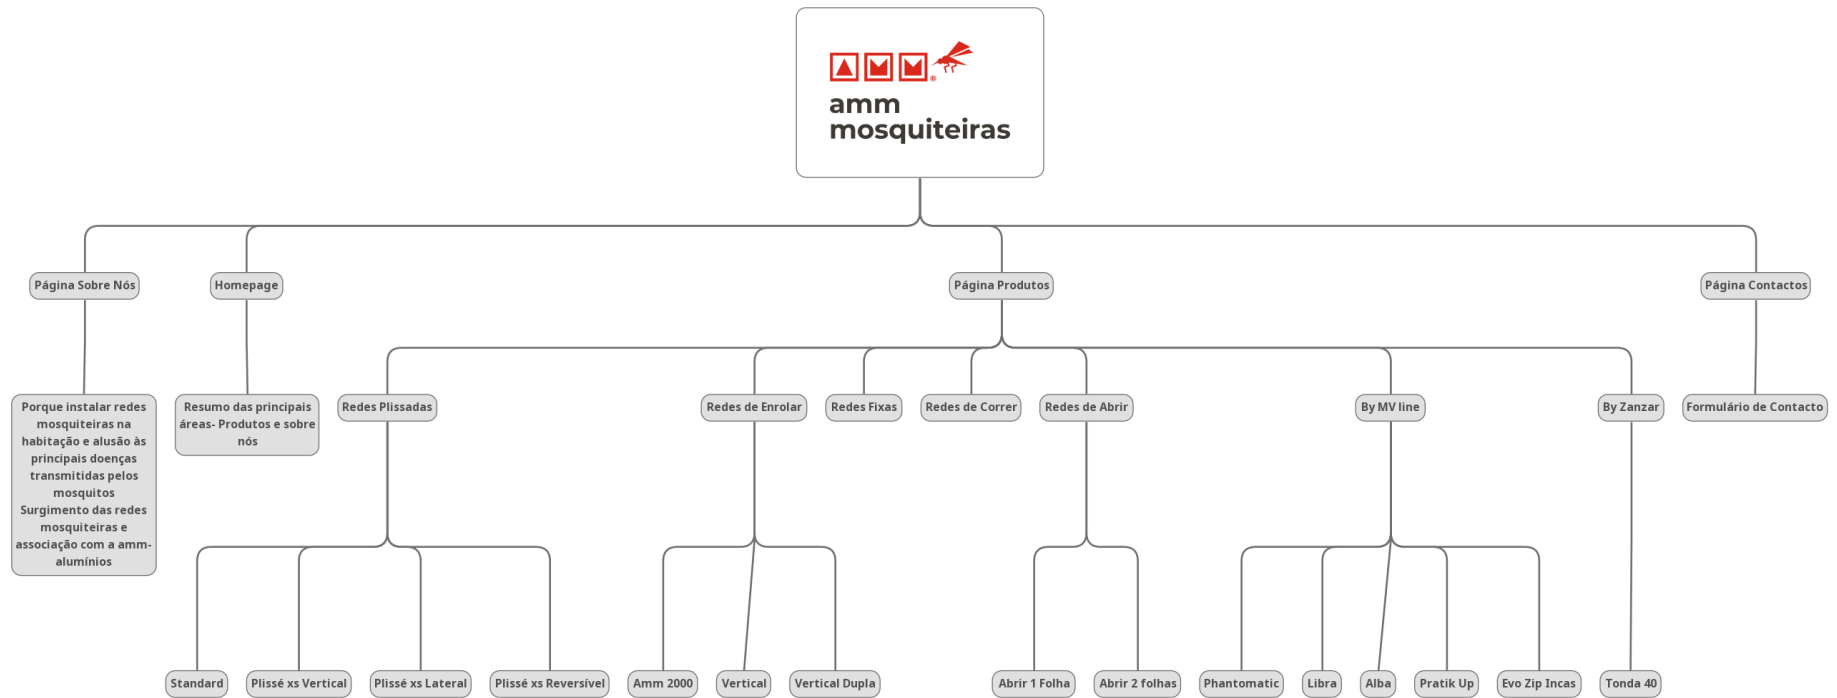 AMM®
amm
mosquiteiras
Página Sobre Nós
Homepage
Página Produtos
Página Contactos
Porque instalar redes
mosquiteiras na
habitação e alusão às
principais doenças
transmitidas pelos
mosquitos
Surgimento das redes
mosquiteiras e
associação com a amm-
alumínios
Resumo das principais
áreas- Produtos e sobre
nós
Redes Plissadas
Redes de Enrolar
Redes Fixas
Redes de Correr
Redes de Abrir
By MV line
By Zanzar
Formulário de Contacto
Standard
Plissé xs Vertical
Plissé xs Lateral
Plissé xs Reversível
Amm 2000
Vertical
Vertical Dupla
Abrir 1 Folha
Abrir 2 folhas
Phantomatic
Libra
Alba
Pratik Up
Evo Zip Incas
Tonda 40